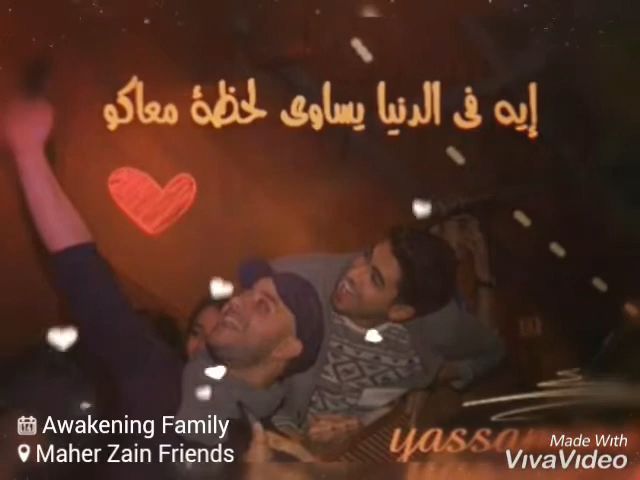 إيه فى الدنيا يساوى لحظة معاكو
Awakening Family
Maher Zain Friends
Made With
VivaVideo